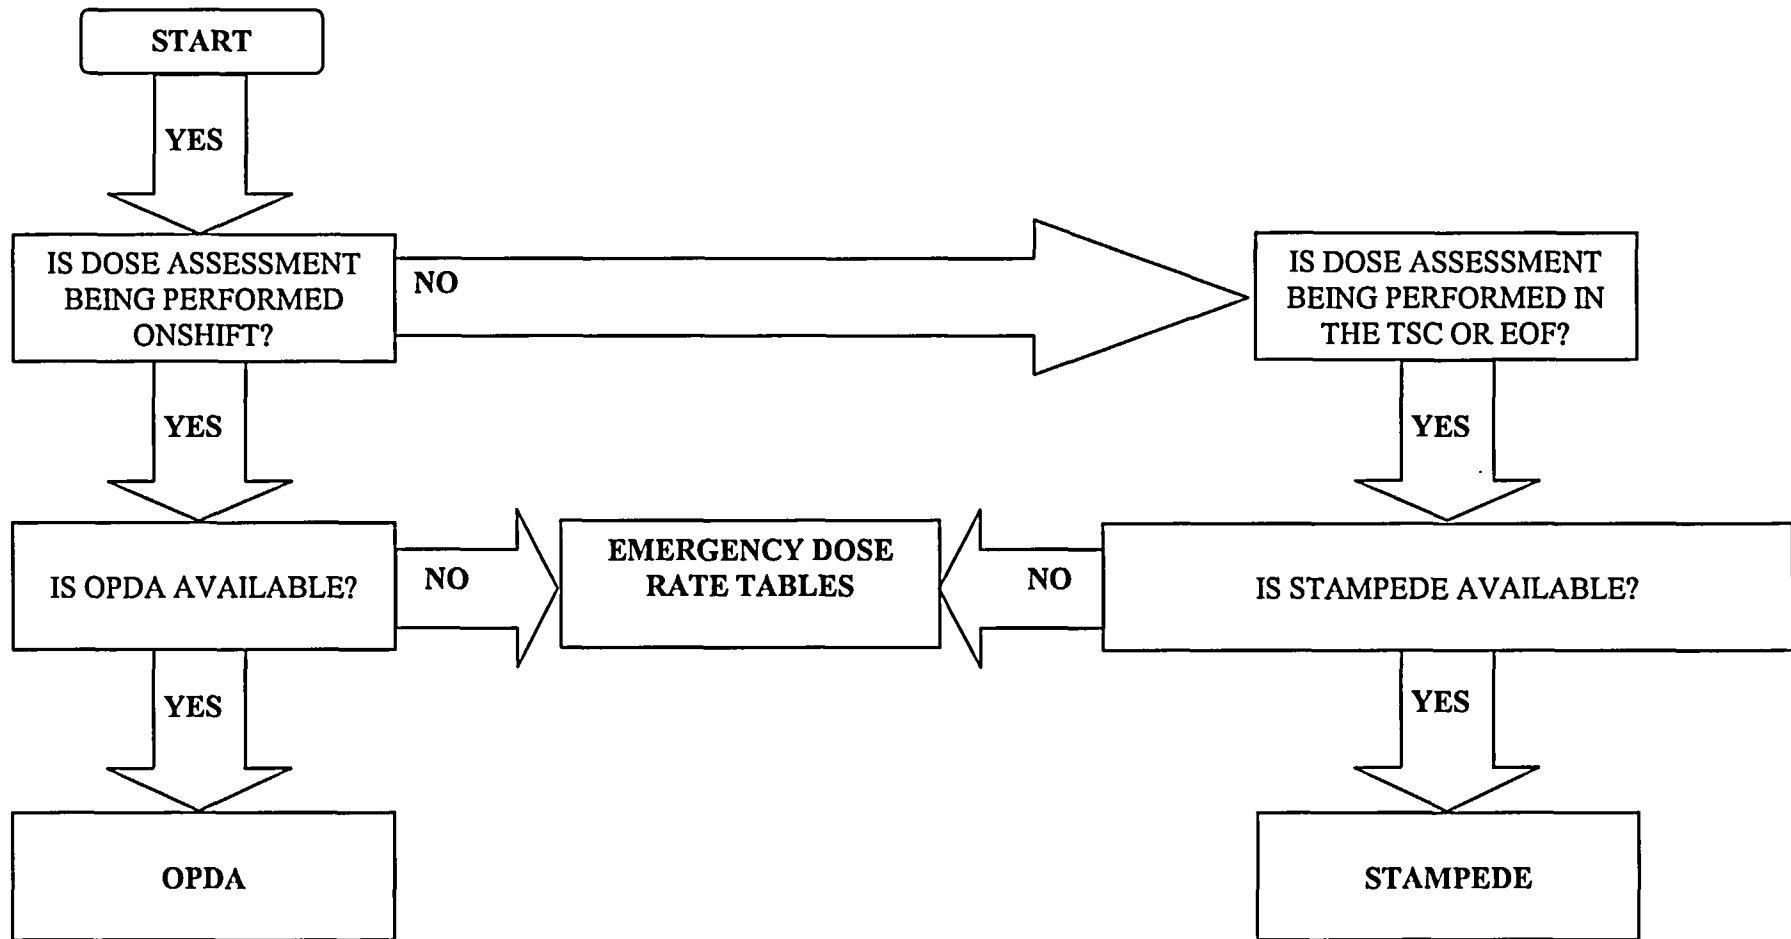 START
YES
IS DOSE ASSESSMENT
BEING PERFORMED
ONSHIFT?
NO
IS DOSE ASSESSMENT
BEING PERFORMED IN
THE TSC OR EOF?
YES
YES
IS OPDA AVAILABLE?
NO
EMERGENCY DOSE
RATE TABLES
NO
IS STAMPEDE AVAILABLE?
YES
YES
OPDA
STAMPEDE